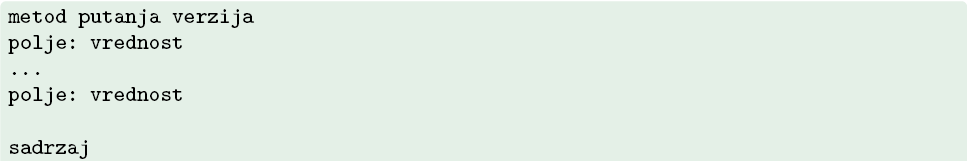 metod putanja verzija
polje: vrednost
...
polje: vrednost

sadrzaj